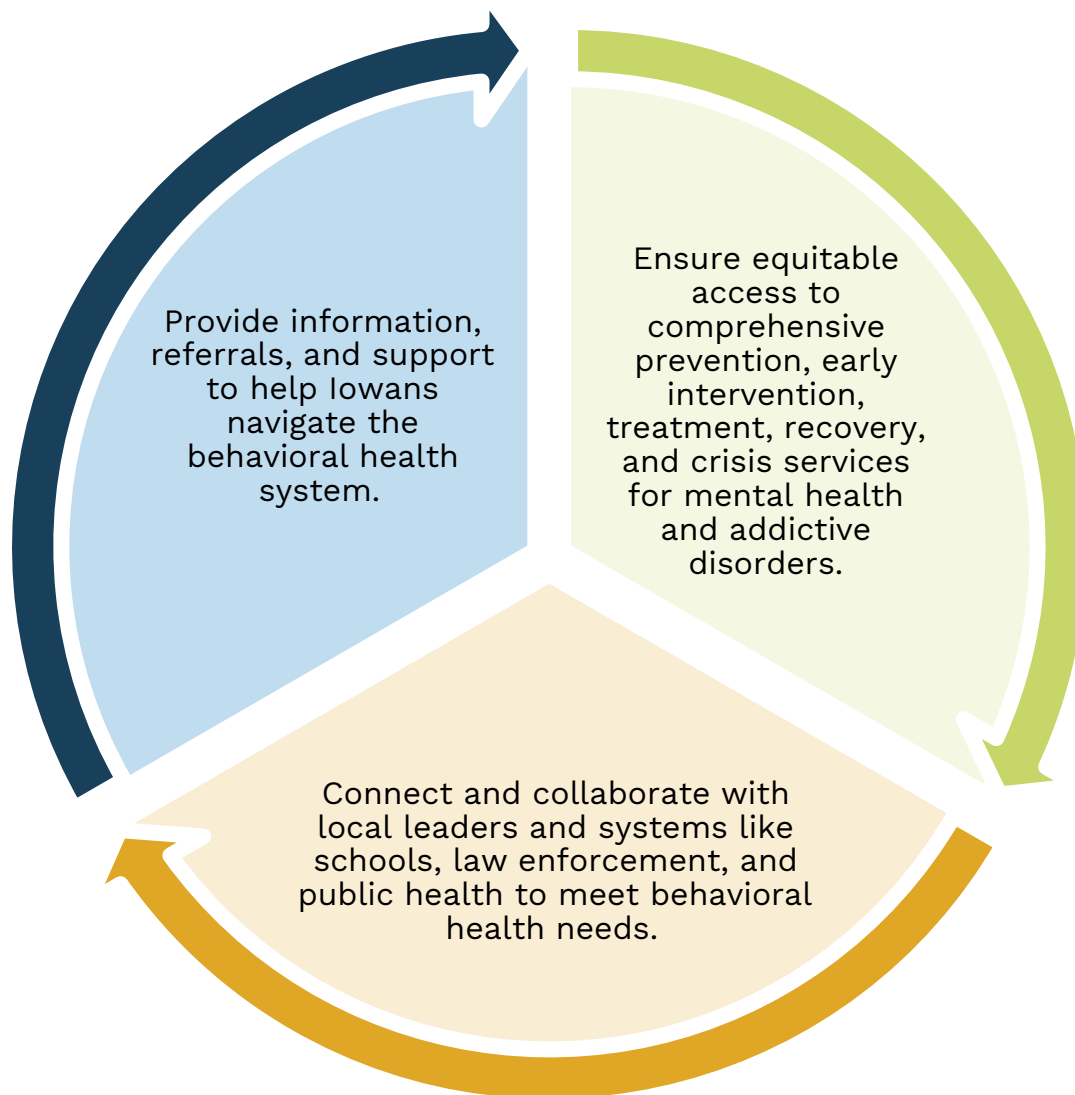 Provide information,
referrals, and support
to help Iowans
navigate the
behavioral health
system.
Ensure equitable
access to
comprehensive
prevention, early
intervention,
treatment, recovery,
and crisis services
for mental health
and addictive
disorders.
Connect and collaborate with
local leaders and systems like
schools, law enforcement, and
public health to meet behavioral
health needs.